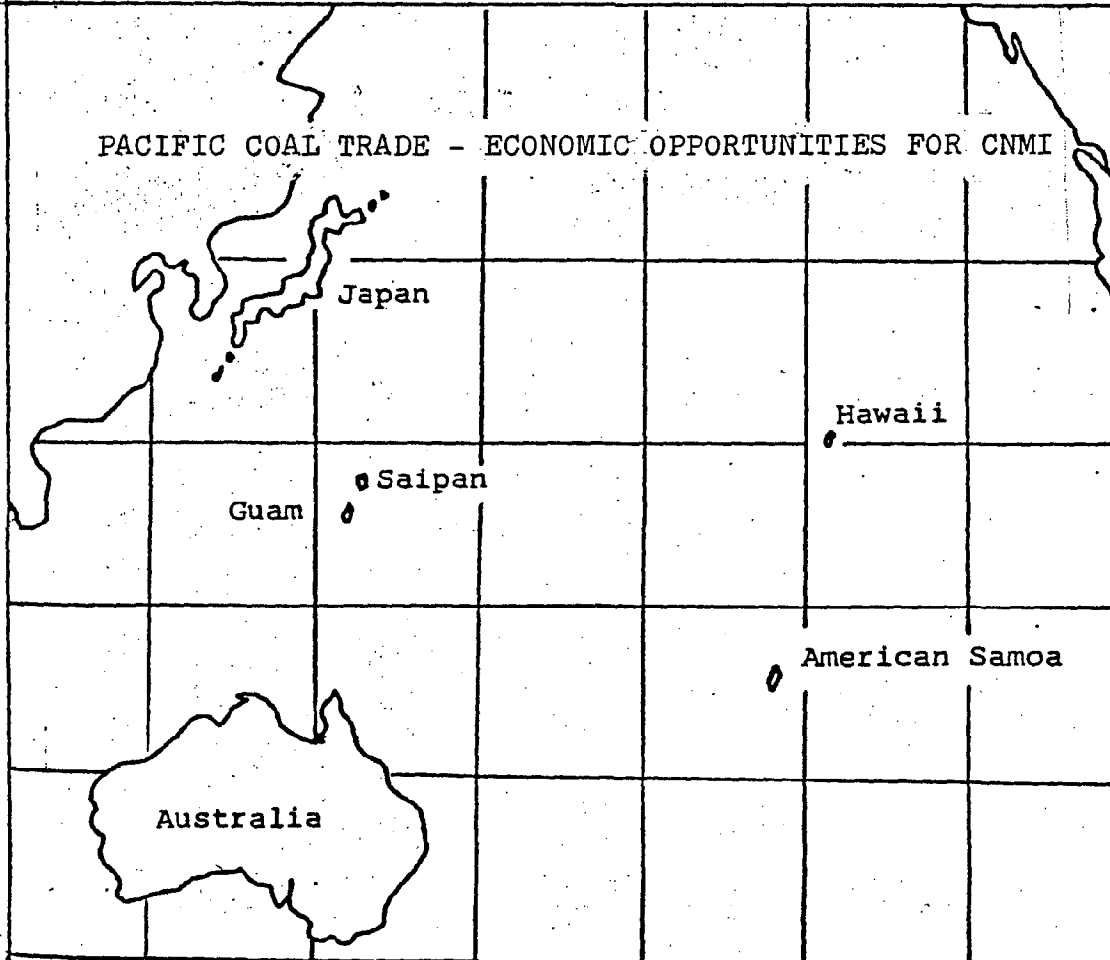 PACIFIC COAL TRADE - ECONOMIC OPPORTUNITIES FOR CNMI
Japan
Hawaii
Saipan
Guam
American Samoa
Australia